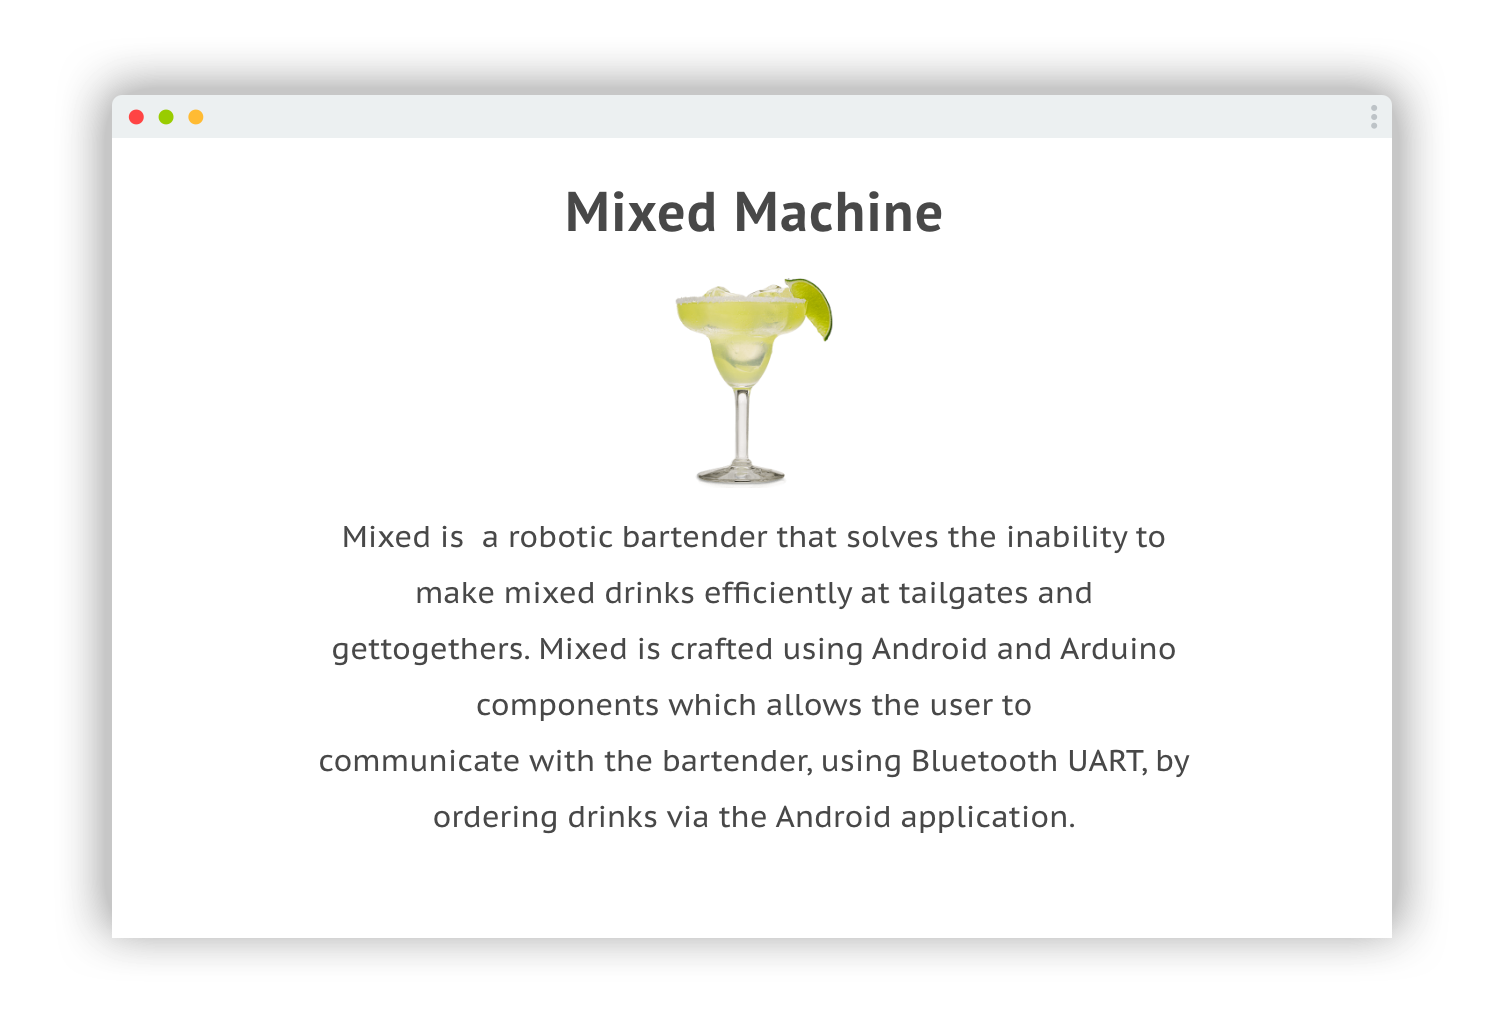 Mixed Machine
Mixed is  a robotic bartender that solves the inability to
make mixed drinks efficiently at tailgates and
gettogethers. Mixed is crafted using Android and Arduino
components which allows the user to
communicate with the bartender, using Bluetooth UART, by
ordering drinks via the Android application.